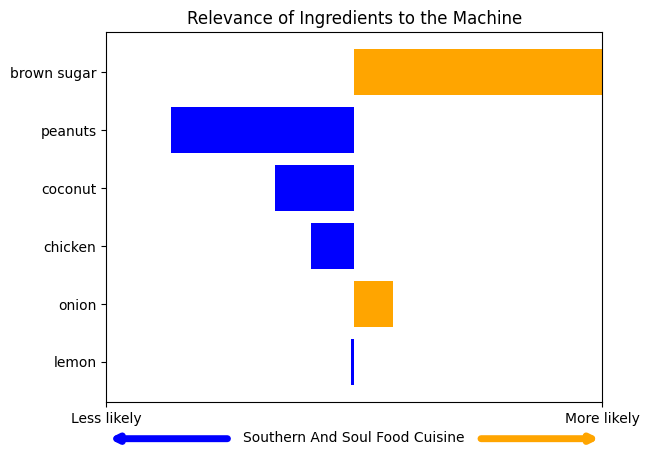 Relevance of Ingredients to the Machine
brown sugar
peanuts
coconut
chicken
onion
lemon
Less likely
More likely
Southern And Soul Food Cuisine